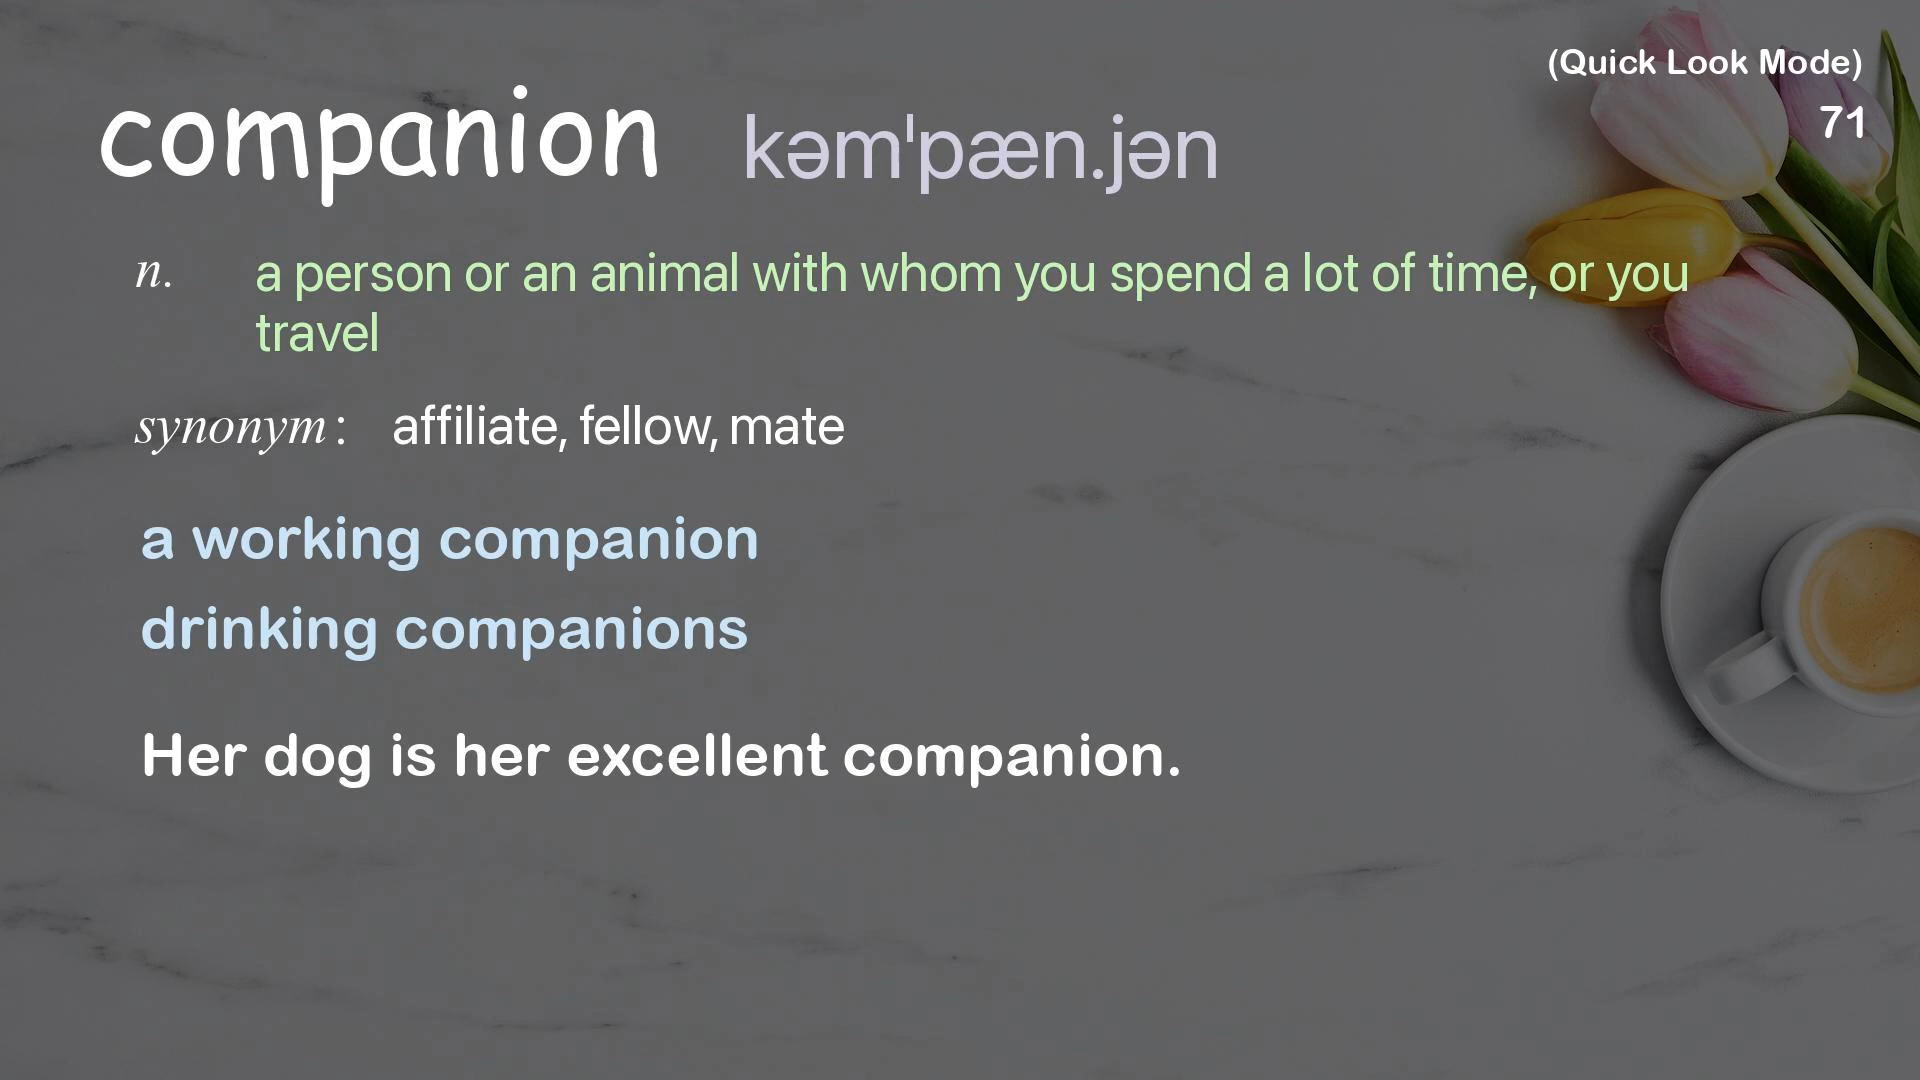 (Quick Look Mode)
companion kəmˈpæn.jən
71
n. a person or an animal with whom you spend a lot of time, or you
travel
synonym : affiliate, fellow, mate
a working companion
drinking companions
Her dog is her excellent companion.